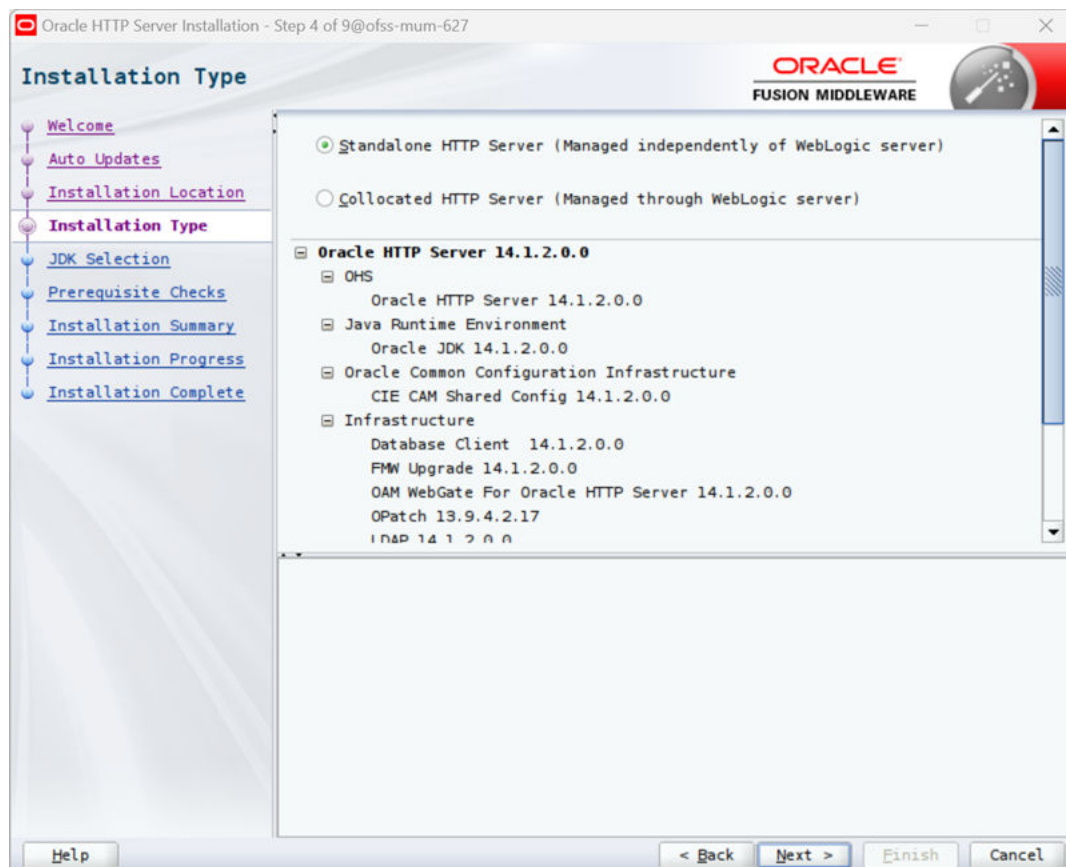 Oracle HTTP Server Installation - Step 4 of 9@ofss-mum-627
Installation Type
ORACLE
FUSION MIDDLEWARE
Welcome
Auto Updates
Installation Location
Installation Type
JDK Selection
Prerequisite Checks
Installation Summary
Installation Progress
Installation Complete
Standalone HTTP Server (Managed independently of WebLogic server)
Collocated HTTP Server (Managed through WebLogic server)
Oracle HTTP Server 14.1.2.0.0
OHS
Oracle HTTP Server 14.1.2.0.0
Java Runtime Environment
Oracle JDK 14.1.2.0.0
Oracle Common Configuration Infrastructure
CIE CAM Shared Config 14.1.2.0.0
Infrastructure
Database Client  14.1.2.0.0
FMW Upgrade 14.1.2.0.0
OAM WebGate For Oracle HTTP Server 14.1.2.0.0
OPatch 13.9.4.2.17
LDAP 14.1.2.0.0
Help
< Back
Next >
Finish
Cancel